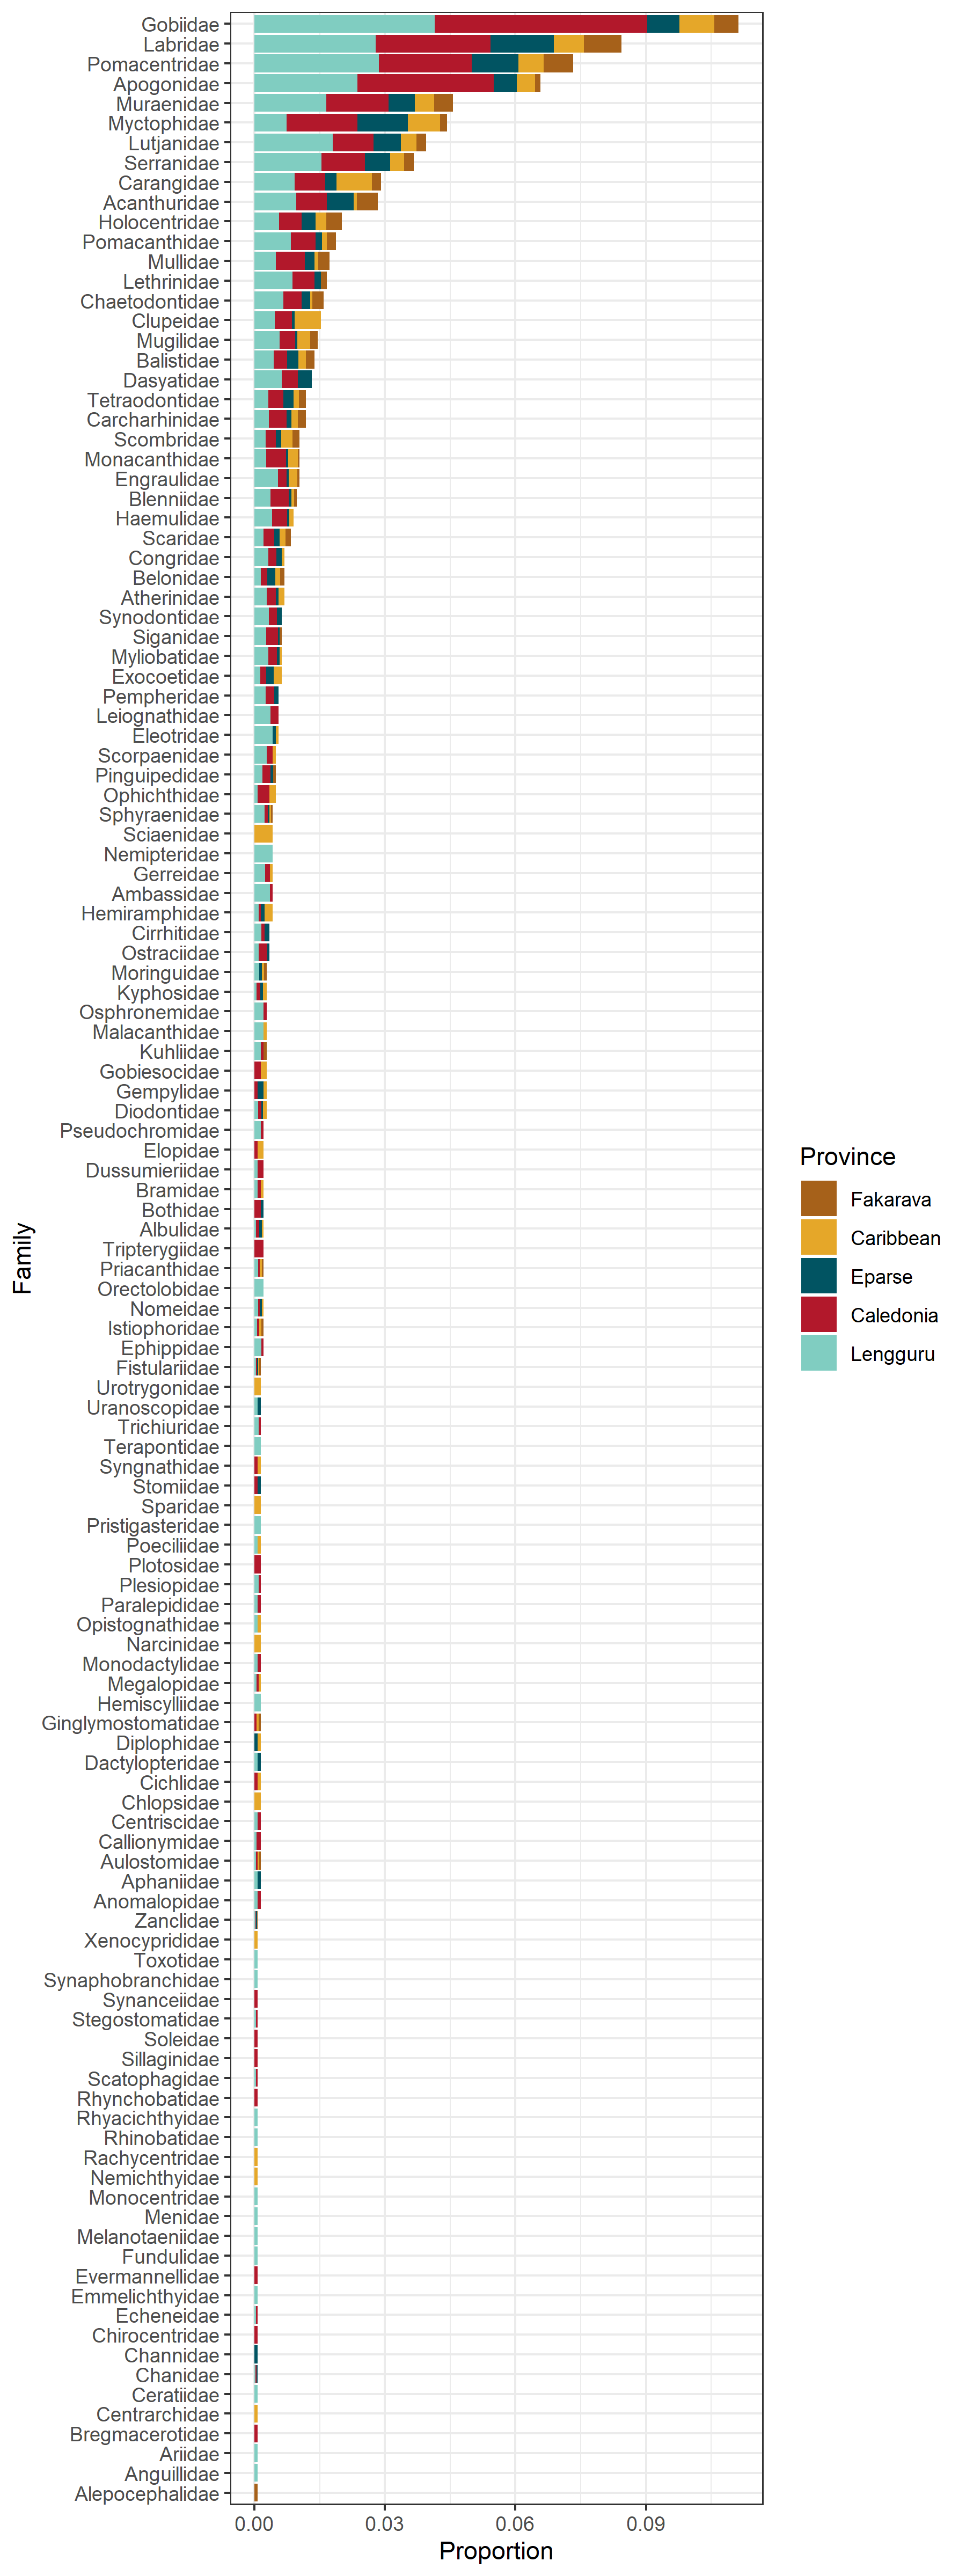 Gobiidae
Labridae
Pomacentridae
Apogonidae
Muraenidae
Myctophidae
Lutjanidae
Serranidae
Carangidae
Acanthuridae
Holocentridae
Pomacanthidae
Mullidae
Lethrinidae
Chaetodontidae
Clupeidae
Mugilidae
Balistidae
Dasyatidae
Tetraodontidae
Carcharhinidae
Scombridae
Monacanthidae
Engraulidae
Blenniidae
Haemulidae
Scaridae
Congridae
Belonidae
Atherinidae
Synodontidae
Siganidae
Myliobatidae
Exocoetidae
Pempheridae
Leiognathidae
Eleotridae
Scorpaenidae
Pinguipedidae
Ophichthidae
Sphyraenidae
Sciaenidae
Nemipteridae
Gerreidae
Ambassidae
Hemiramphidae
Cirrhitidae
Ostraciidae
Moringuidae
Kyphosidae
Osphronemidae
Malacanthidae
Kuhliidae
Gobiesocidae
Gempylidae
Diodontidae
Pseudochromidae
Elopidae
Dussumieriidae
Bramidae
Bothidae
Albulidae
Tripterygiidae
Priacanthidae
Orectolobidae
Nomeidae
Istiophoridae
Ephippidae
Fistulariidae
Urotrygonidae
Uranoscopidae
Trichiuridae
Terapontidae
Syngnathidae
Stomiidae
Sparidae
Pristigasteridae
Poeciliidae
Plotosidae
Plesiopidae
Paralepididae
Opistognathidae
Narcinidae
Monodactylidae
Megalopidae
Hemiscylliidae
Ginglymostomatidae
Diplophidae
Dactylopteridae
Cichlidae
Chlopsidae
Centriscidae
Callionymidae
Aulostomidae
Aphaniidae
Anomalopidae
Zanclidae
Xenocyprididae
Toxotidae
Synaphobranchidae
Synanceiidae
Stegostomatidae
Soleidae
Sillaginidae
Scatophagidae
Rhynchobatidae
Rhyacichthyidae
Rhinobatidae
Rachycentridae
Nemichthyidae
Monocentridae
Menidae
Melanotaeniidae
Fundulidae
Evermannellidae
Emmelichthyidae
Echeneidae
Chirocentridae
Channidae
Chanidae
Ceratiidae
Centrarchidae
Bregmacerotidae
Ariidae
Anguillidae
Alepocephalidae
Family
0.00 0.03 0.06 0.09
Proportion
Province
Fakarava
Caribbean
Eparse
Caledonia
Lengguru